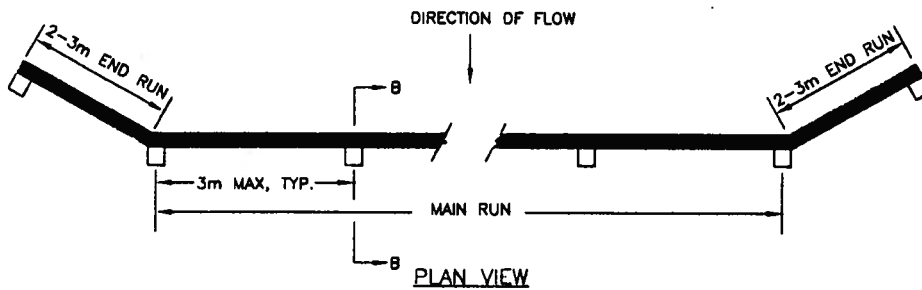 DIRECTION OF FLOW
2-3m END RUN
2-3m END RUN
B
3m MAX, TYP.
MAIN RUN
B
PLAN VIEW